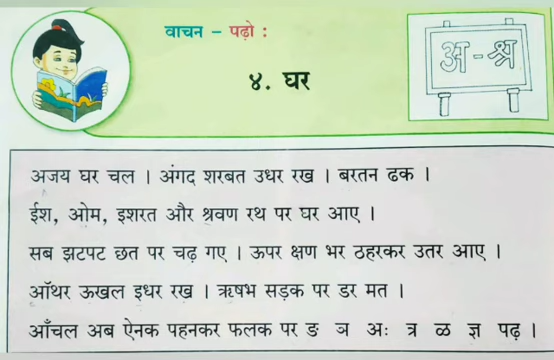 वाचन – पढ़ो :
४. घर
अ-श्र
अजय घर चल । अंगद शरबत उधर रख । बरतन ढक ।
ईश, ओम, इशरत और श्रवण रथ पर घर आए ।
सब झटपट छत पर चढ़ गए । ऊपर क्षण भर ठहरकर उतर आए ।
ऑथर ऊखल इधर रख । ऋषभ सड़क पर डर मत ।
आँचल अब ऐनक पहनकर फलक पर ङ ञ अः त्र ळ ज्ञ पढ़ ।